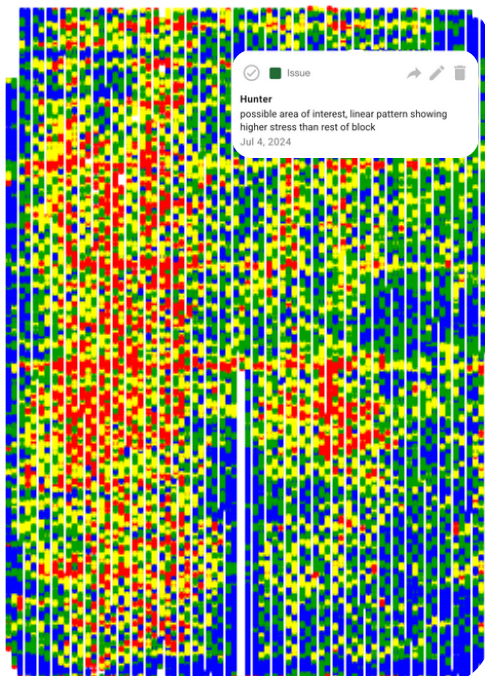 Issue
Hunter
possible area of interest, linear pattern showing
higher stress than rest of block
Jul 4, 2024